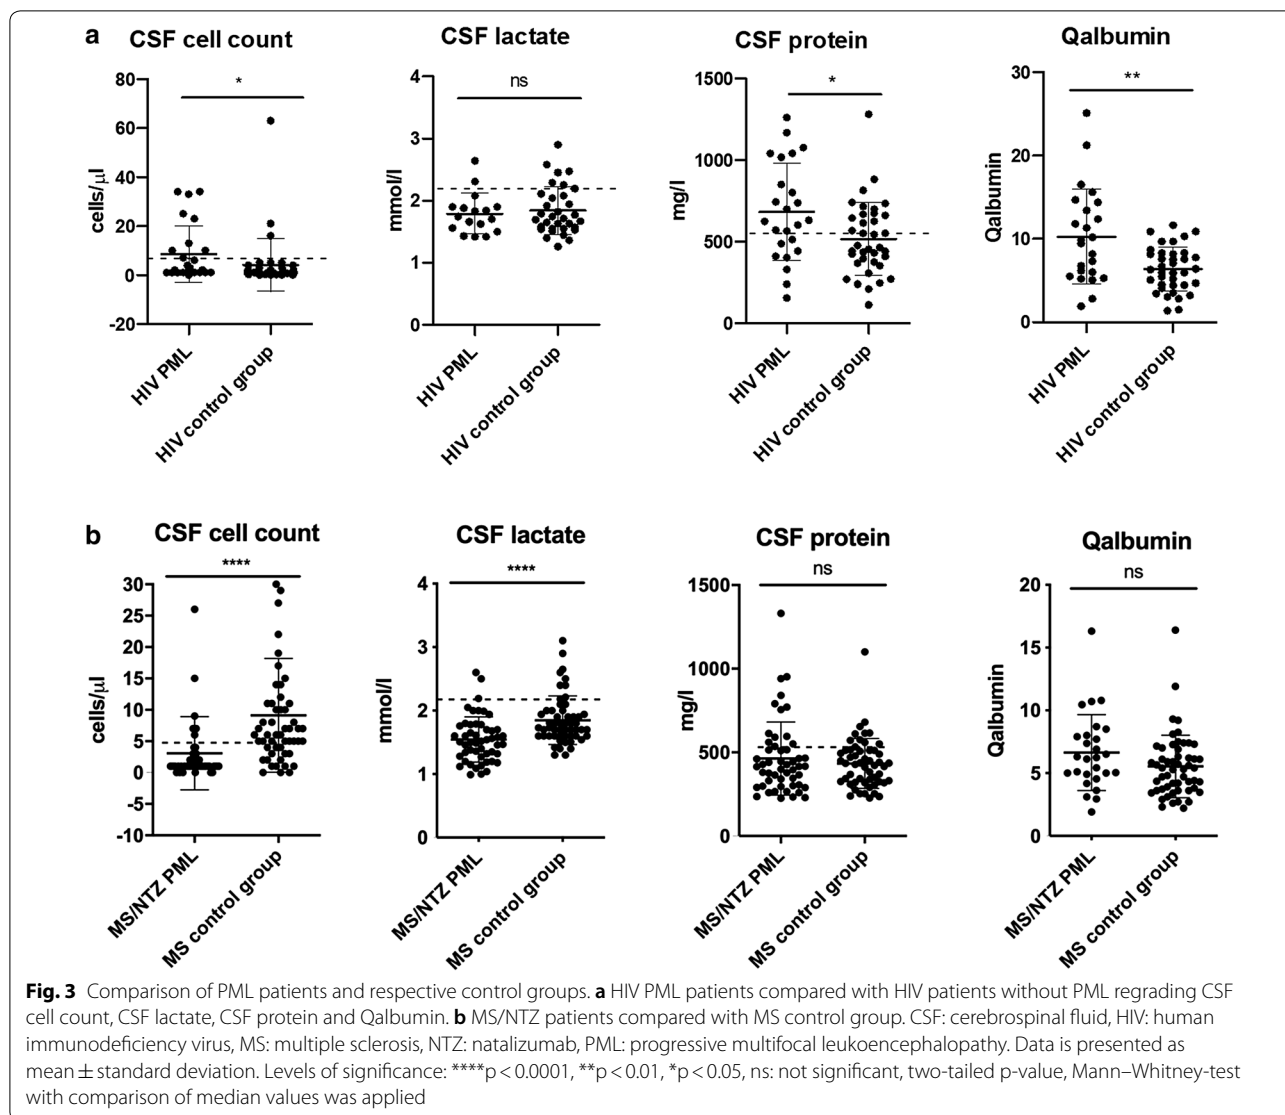 a
CSF cell count
CSF lactate
CSF protein
Qalbumin
*
ns
*
**
cells/µl
80
60
40
20
0
-20
HIV PML
HIV control group
mmol/l
4
3
2
1
0
HIV PML
HIV control group
mg/l
1500
1000
500
0
HIV PML
HIV control group
Qalbumin
30
20
10
0
HIV PML
HIV control group
b
CSF cell count
CSF lactate
CSF protein
Qalbumin
****
****
ns
ns
cells/µl
30
25
20
15
10
5
0
-5
-10
MS/NTZ PML
MS control group
mmol/l
4
3
2
1
0
MS/NTZ PML
MS control group
mg/l
1500
1000
500
0
MS/NTZ PML
MS control group
Qalbumin
20
15
10
5
0
MS/NTZ PML
MS control group
Fig. 3 Comparison of PML patients and respective control groups. a HIV PML patients compared with HIV patients without PML regrading CSF
cell count, CSF lactate, CSF protein and Qalbumin. b MS/NTZ patients compared with MS control group. CSF: cerebrospinal fluid, HIV: human
immunodeficiency virus, MS: multiple sclerosis, NTZ: natalizumab, PML: progressive multifocal leukoencephalopathy. Data is presented as
mean ± standard deviation. Levels of significance: ****p < 0.0001, **p < 0.01, *p < 0.05, ns: not significant, two-tailed p-value, Mann–Whitney-test
with comparison of median values was applied